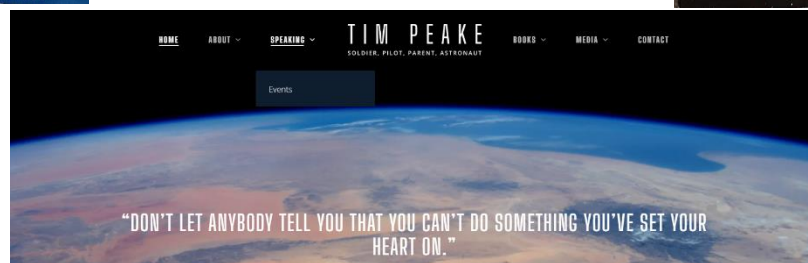 HOME ABOUT SPEAKING TIM PEAKE BOOKS MEDIA CONTACT
SOLDIER, PILOT, PARENT, ASTRONAUT
Events
“DON’T LET ANYBODY TELL YOU THAT YOU CAN’T DO SOMETHING YOU’VE SET YOUR
HEART ON.”